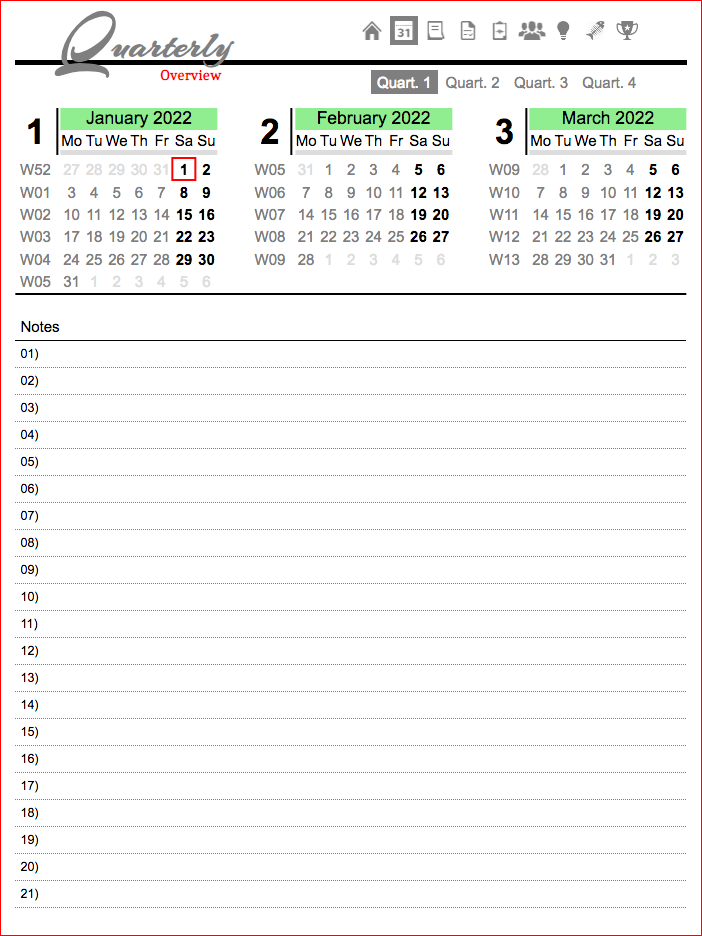 Quarterly
31
Overview
Quart. 1 Quart. 2 Quart. 3 Quart. 4
1 January 2022
Mo Tu We Th Fr Sa Su
W52 27 28 29 30 31 1 2
W01 3 4 5 6 7 8 9
W02 10 11 12 13 14 15 16
W03 17 18 19 20 21 22 23
W04 24 25 26 27 28 29 30
W05 31 1 2 3 4 5 6
2 February 2022
Mo Tu We Th Fr Sa Su
W05 31 1 2 3 4 5 6
W06 7 8 9 10 11 12 13
W07 14 15 16 17 18 19 20
W08 21 22 23 24 25 26 27
W09 28 1 2 3 4 5 6
3 March 2022
Mo Tu We Th Fr Sa Su
W09 28 1 2 3 4 5 6
W10 7 8 9 10 11 12 13
W11 14 15 16 17 18 19 20
W12 21 22 23 24 25 26 27
W13 28 29 30 31 1 2 3
Notes
01)
02)
03)
04)
05)
06)
07)
08)
09)
10)
11)
12)
13)
14)
15)
16)
17)
18)
19)
20)
21)